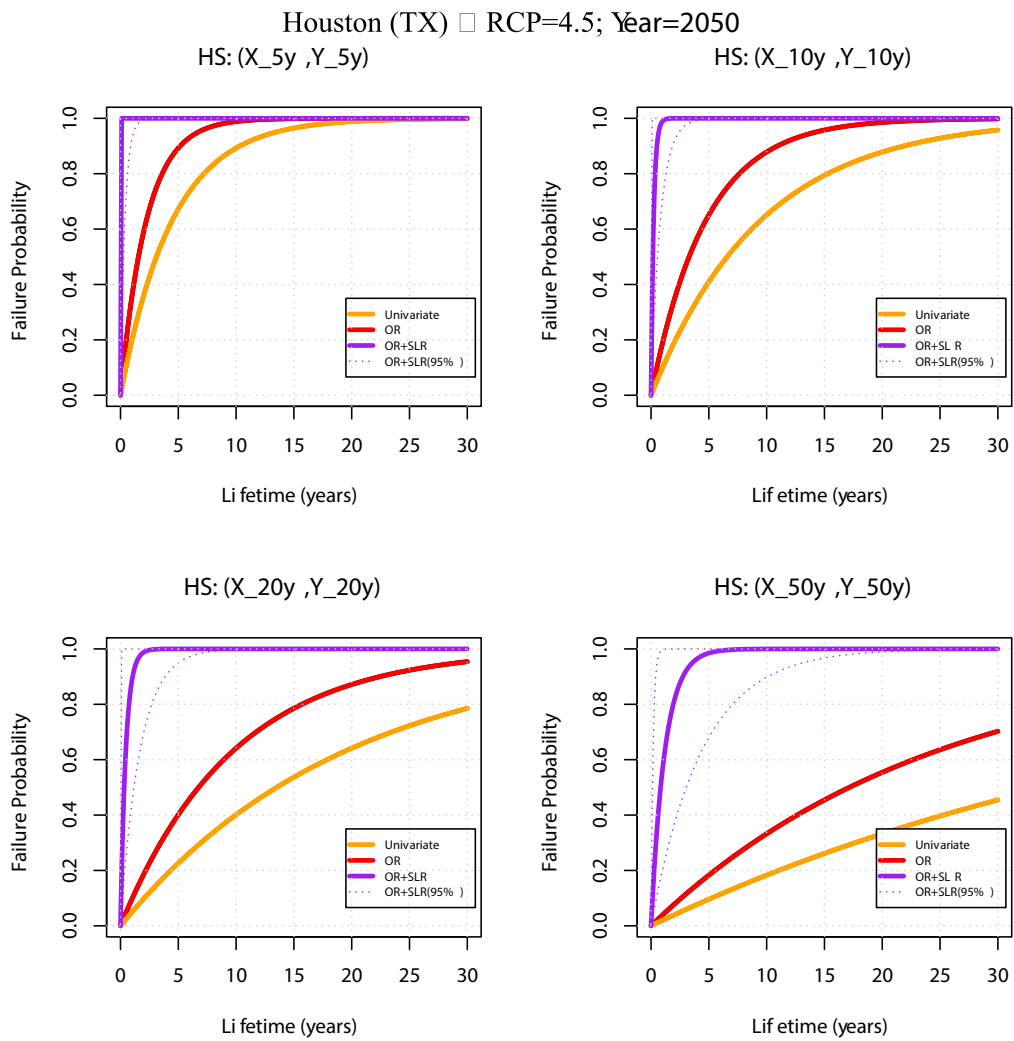 Houston (TX) □ RCP=4.5; Year=2050
HS: (X_5y ,Y_5y)
Failure Probability
1.0
0.8
0.6
0.4
0.2
0.0
Univariate
OR
OR+SLR
OR+SLR(95% )
0 5 10 15 20 25 30
Li fetime (years)
HS: (X_10y ,Y_10y)
Failure Probability
1.0
0.8
0.6
0.4
0.2
0.0
Univariate
OR
OR+SL R
OR+SLR(95% )
0 5 10 15 20 25 30
Lif etime (years)
HS: (X_20y ,Y_20y)
Failure Probability
1.0
0.8
0.6
0.4
0.2
0.0
Univariate
OR
OR+SLR
OR+SLR(95% )
0 5 10 15 20 25 30
Li fetime (years)
HS: (X_50y ,Y_50y)
Failure Probability
1.0
0.8
0.6
0.4
0.2
0.0
Univariate
OR
OR+SL R
OR+SLR(95% )
0 5 10 15 20 25 30
Lif etime (years)